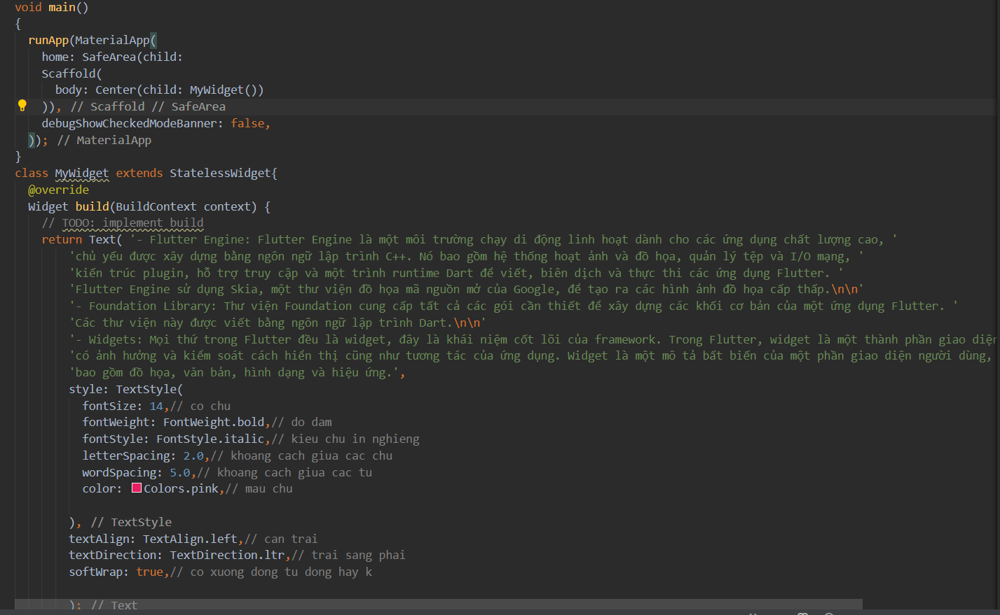 void main()
{
runApp(MaterialApp(
home: SafeArea(child:
Scaffold(
body: Center(child: MyWidget())
)), // Scaffold // SafeArea
debugShowCheckedModeBanner: false,
)); // MaterialApp
}
class MyWidget extends StatelessWidget{
@override
Widget build(BuildContext context) {
// TODO: implement build
return Text( '- Flutter Engine: Flutter Engine là một môi trường chạy di động linh hoạt dành cho các ứng dụng chất lượng cao, '
'chủ yếu được xây dựng bằng ngôn ngữ lập trình C++. Nó bao gồm hệ thống hoạt ảnh và đồ họa, quản lý tệp và I/O mạng, '
'kiến trúc plugin, hỗ trợ truy cập và một trình runtime Dart để viết, biên dịch và thực thi các ứng dụng Flutter. '
'Flutter Engine sử dụng Skia, một thư viện đồ họa mã nguồn mở của Google, để tạo ra các hình ảnh đồ họa cấp thấp.\n\n'
'- Foundation Library: Thư viện Foundation cung cấp tất cả các gói cần thiết để xây dựng các khối cơ bản của một ứng dụng Flutter. '
'Các thư viện này được viết bằng ngôn ngữ lập trình Dart.\n\n'
'- Widgets: Mọi thứ trong Flutter đều là widget, đây là khái niệm cốt lõi của framework. Trong Flutter, widget là một thành phần giao diện
'có ảnh hưởng và kiểm soát cách hiển thị cũng như tương tác của ứng dụng. Widget là một mô tả bất biến của một phần giao diện người dùng,
'bao gồm đồ họa, văn bản, hình dạng và hiệu ứng.',
style: TextStyle(
fontSize: 14,// co chu
fontWeight: FontWeight.bold,// do dam
fontStyle: FontStyle.italic,// kieu chu in nghieng
letterSpacing: 2.0,// khoang cach giua cac chu
wordSpacing: 5.0,// khoang cach giua cac tu
color: Colors.pink,// mau chu
), // TextStyle
textAlign: TextAlign.left,// can trai
textDirection: TextDirection.ltr,// trai sang phai
softWrap: true,// co xuong dong tu dong hay k
); // Text